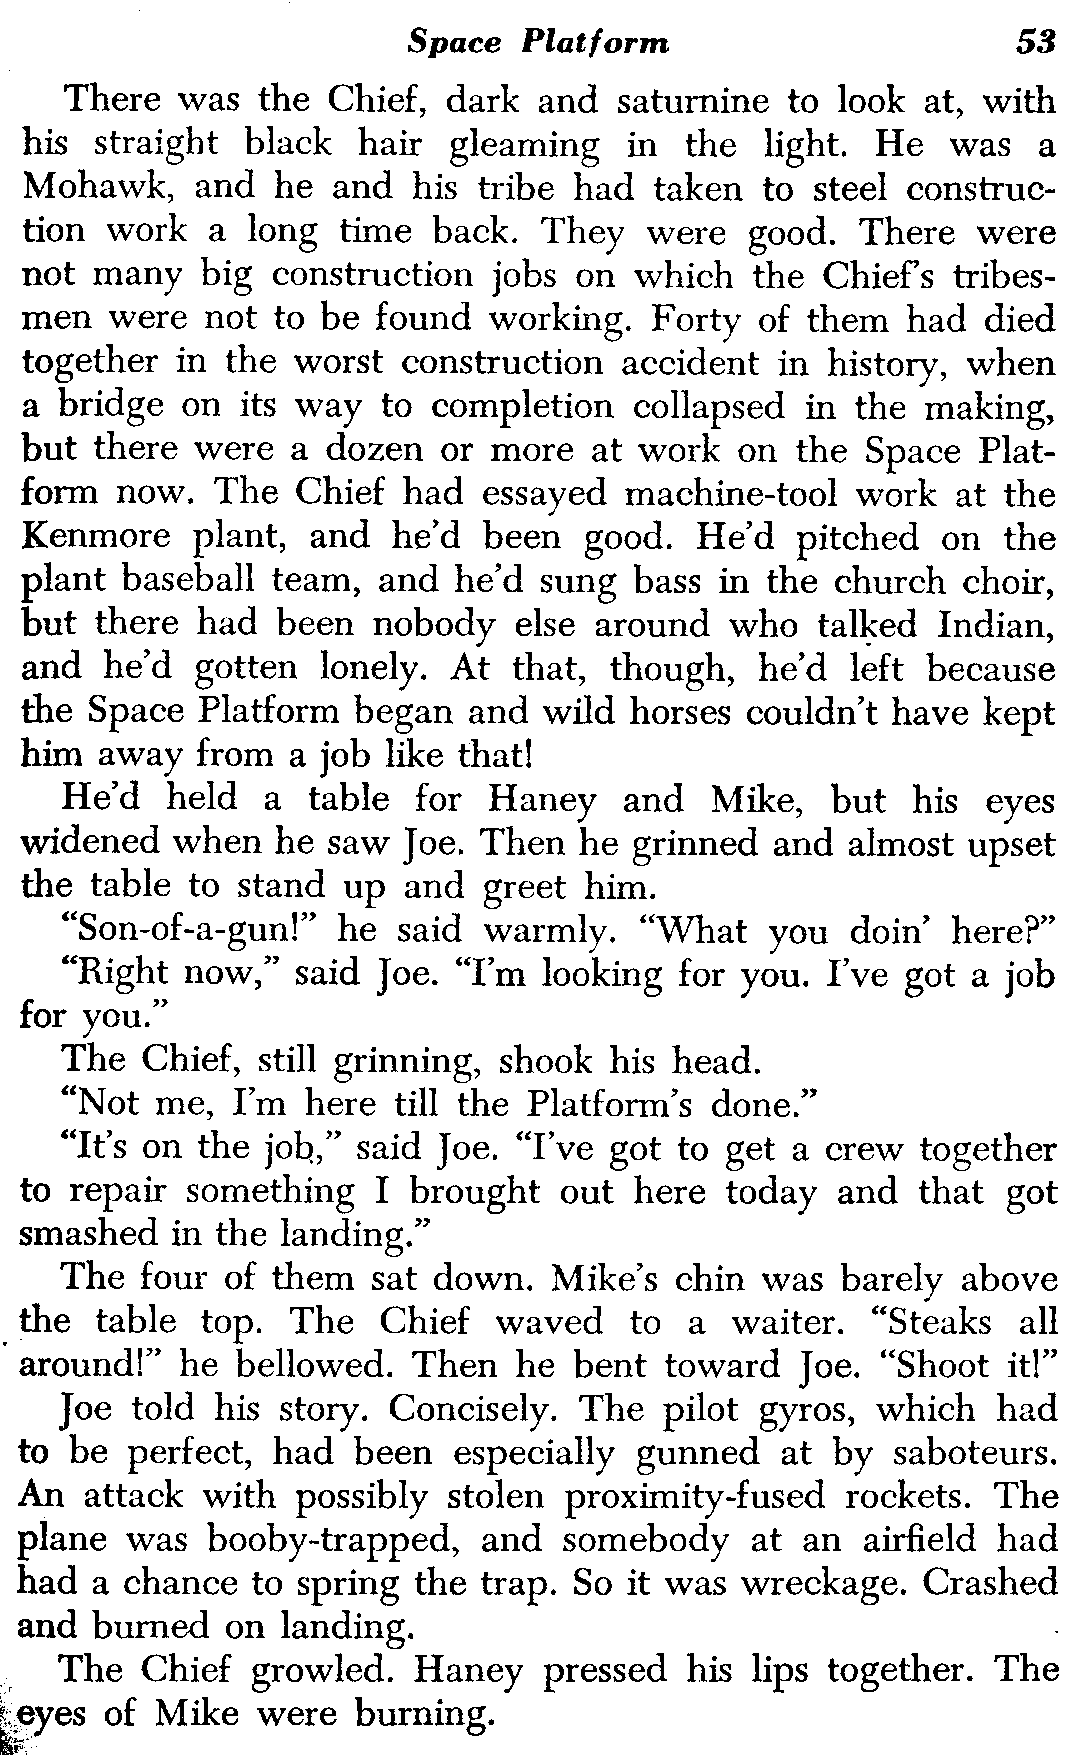 Space Platform 53
There was the Chief, dark and saturnine to look at, with
his straight black hair gleaming in the light. He was a
Mohawk, and he and his tribe had taken to steel construc-
tion work a long time back. They were good. There were
not many big construction jobs on which the Chief's tribes-
men were not to be found working. Forty of them had died
together in the worst construction accident in history, when
a bridge on its way to completion collapsed in the making,
but there were a dozen or more at work on the Space Plat-
form now. The Chief had essayed machine-tool work at the
Kenmore plant, and he'd been good. He'd pitched on the
plant baseball team, and he'd sung bass in the church choir,
but there had been nobody else around who talked Indian,
and he'd gotten lonely. At that, though, he'd left because
the Space Platform began and wild horses couldn't have kept
him away from a job like that!
He'd held a table for Haney and Mike, but his eyes
widened when he saw Joe. Then he grinned and almost upset
the table to stand up and greet him.
“Son-of-a-gun!” he said warmly. “What you doin' here?”
“Right now,” said Joe. “I'm looking for you. I've got a job
for you.”
The Chief, still grinning, shook his head.
“Not me, I'm here till the Platform's done.”
“It's on the job,” said Joe. “I've got to get a crew together
to repair something I brought out here today and that got
smashed in the landing.”
The four of them sat down. Mike's chin was barely above
the table top. The Chief waved to a waiter. “Steaks all
around!” he bellowed. Then he bent toward Joe. “Shoot it!”
Joe told his story. Concisely. The pilot gyros, which had
to be perfect, had been especially gunned at by saboteurs.
An attack with possibly stolen proximity-fused rockets. The
plane was booby-trapped, and somebody at an airfield had
had a chance to spring the trap. So it was wreckage. Crashed
and burned on landing.
The Chief growled. Haney pressed his lips together. The
eyes of Mike were burning.